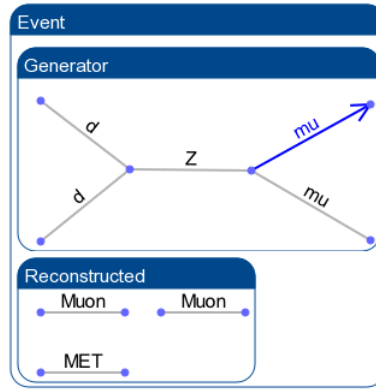 Event
Generator
d
mu
Z
d
mu
Reconstructed
Muon Muon
MET